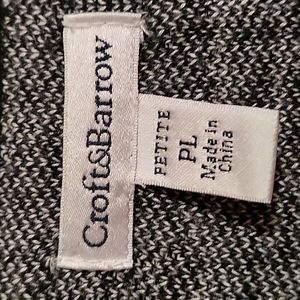 Croft&Barrow
PETITE
PL
Made in
China